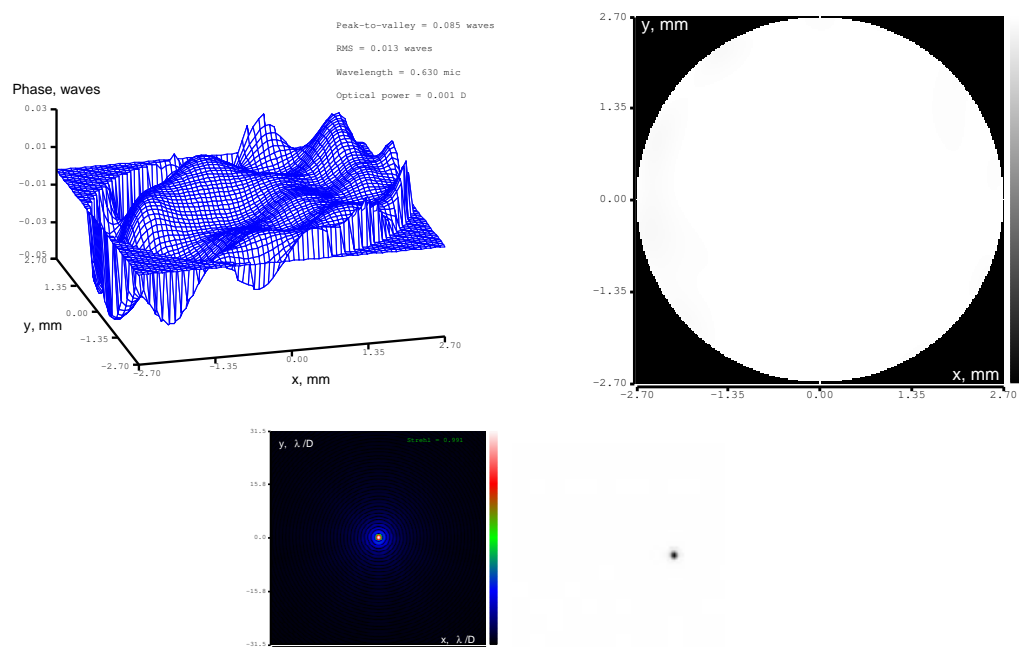 Peak-to-valley = 0.085 waves
RMS = 0.013 waves
Wavelength = 0.630 mic
Optical power = 0.001 D
Phase, waves
0.03
0.01
-0.01
-0.03
-0.05
2.70
1.35
0.00
-1.35
-2.70
y, mm
-2.70
-1.35
0.00
1.35
2.70
x, mm
y, mm
2.70
1.35
0.00
-1.35
-2.70
x, mm
-2.70
-1.35
0.00
1.35
2.70
31.5
y, λ/D
Strehl = 0.991
15.8
0.0
-15.8
-31.5
x, λ/D